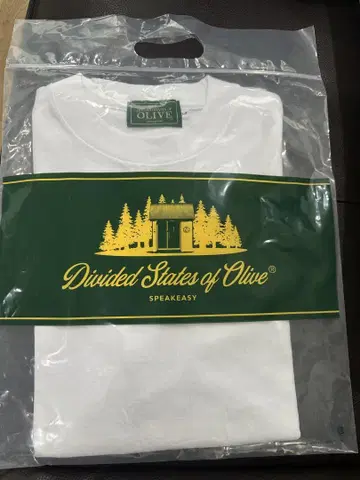 OLIVE
Divided States of Olive®
SPEAKEASY